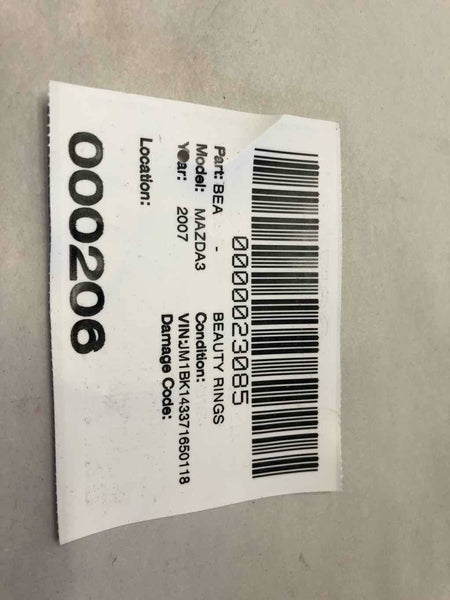 0000023085
Part: BEA - BEAUTY RINGS
Model: MAZDA3 Condition:
Year: 2007 VIN:JM1BK143371650118
Damage Code:
Location:
000206